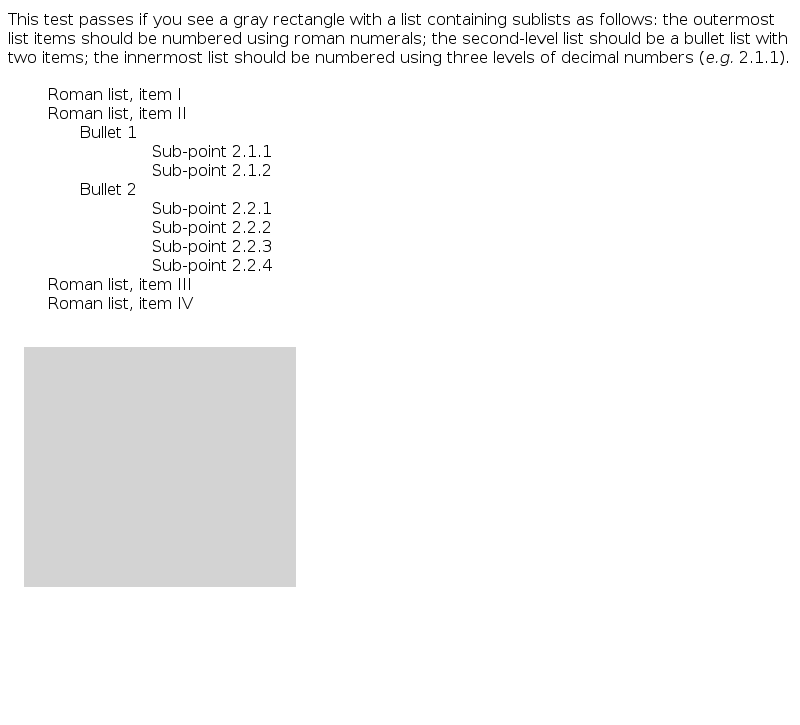 This test passes if you see a gray rectangle with a list containing sublists as follows: the outermost
list items should be numbered using roman numerals; the second-level list should be a bullet list with
two items; the innermost list should be numbered using three levels of decimal numbers (e.g. 2.1.1).
Roman list, item I
Roman list, item II
Bullet 1
Sub-point 2.1.1
Sub-point 2.1.2
Bullet 2
Sub-point 2.2.1
Sub-point 2.2.2
Sub-point 2.2.3
Sub-point 2.2.4
Roman list, item III
Roman list, item IV